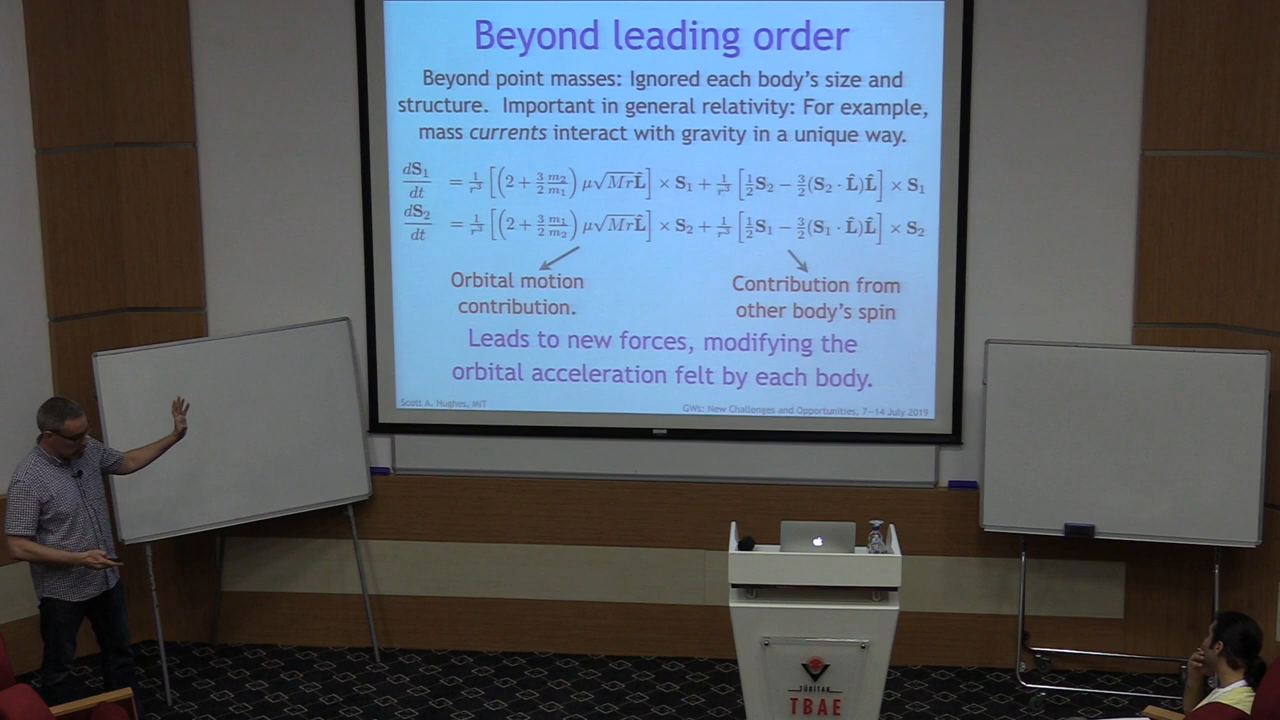 Beyond leading order
Beyond point masses: Ignored each body's size and
structure. Important in general relativity: For example,
mass currents interact with gravity in a unique way.
dS₁/dt = 1/r³ [(2 + 3/2 m₂/m₁) μ√(Mr) L̂] × S₁ + 1/r³ [1/2 S₂ − 3/2 (S₂ · L̂)L̂] × S₁
dS₂/dt = 1/r³ [(2 + 3/2 m₁/m₂) μ√(Mr) L̂] × S₂ + 1/r³ [1/2 S₁ − 3/2 (S₁ · L̂)L̂] × S₂
Orbital motion
contribution.
Contribution from
other body's spin
Leads to new forces, modifying the
orbital acceleration felt by each body.
Scott A. Hughes, MIT
GWs: New Challenges and Opportunities, 7–14 July 2019
TÜBİTAK
TBAE